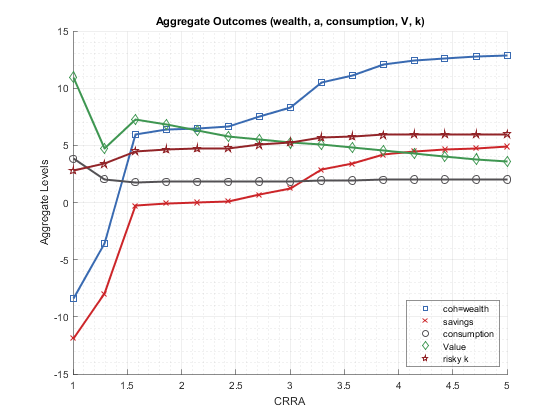 Aggregate Outcomes (wealth, a, consumption, V, k)
15
10
5
0
-5
-10
-15
Aggregate Levels
1
1.5
2
2.5
3
3.5
4
4.5
5
CRRA
coh=wealth
savings
consumption
Value
risky k